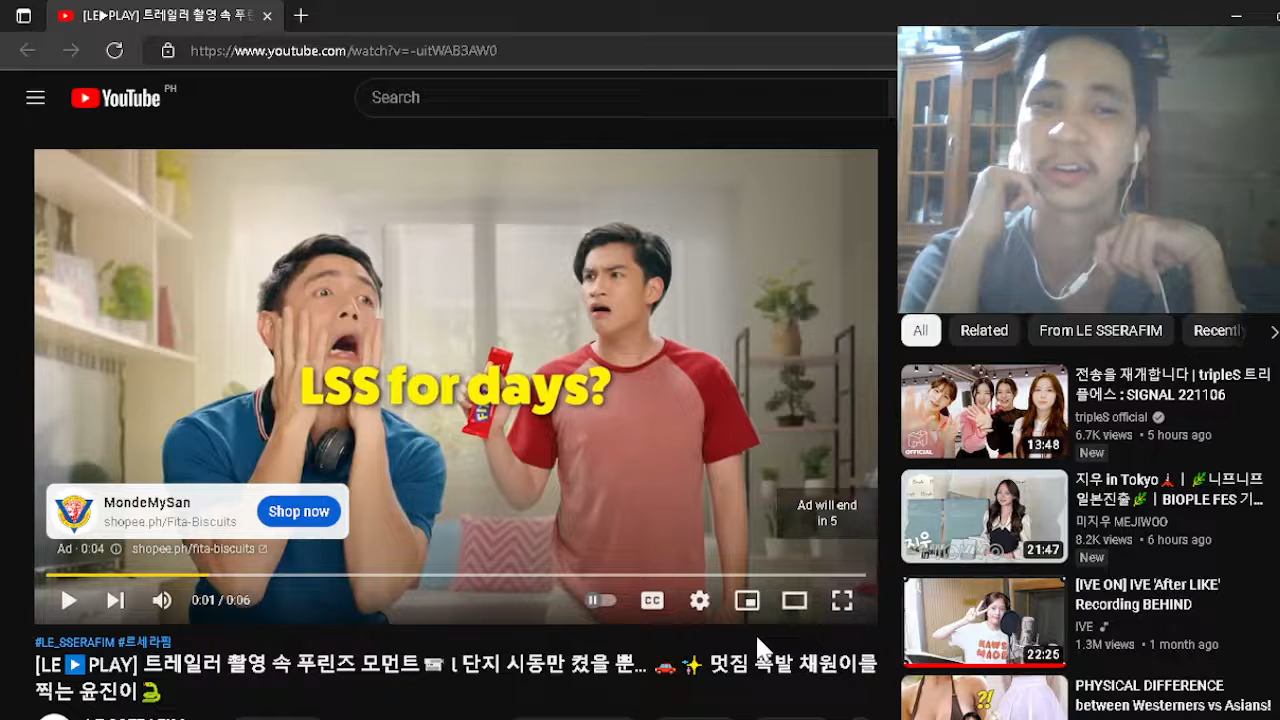 [LE▶PLAY] 트레일러 촬영 속 푸린
https://www.youtube.com/watch?v=-uitWAB3AW0
YouTube PH
Search
LSS for days?
FITA
MondeMySan
shopee.ph/Fita-Biscuits
Shop now
Ad will end
in 5
Ad · 0:04
shopee.ph/fita-biscuits
0:01 / 0:06
CC
#LE_SSERAFIM #르세라핌
[LE▶PLAY] 트레일러 촬영 속 푸린즈 모먼트 📼 l 단지 시동만 켰을 뿐... 🚗 ✨ 멋짐 폭발 채원이를
찍는 윤진이 🐍
All
Related
From LE SSERAFIM
Recently
전송을 재개합니다 | tripleS 트리
플에스 : SIGNAL 221106
tripleS official
6.7K views • 5 hours ago
New
OFFICIAL
13:48
지우 in Tokyo🗼ㅣ🌿니프니프
일본진출🌿ㅣBIOPLE FES 기...
미지우 MEJIWOO
8.2K views • 6 hours ago
New
21:47
[IVE ON] IVE 'After LIKE'
Recording BEHIND
IVE
1.3M views • 1 month ago
22:25
PHYSICAL DIFFERENCE
between Westerners vs Asians!
?!